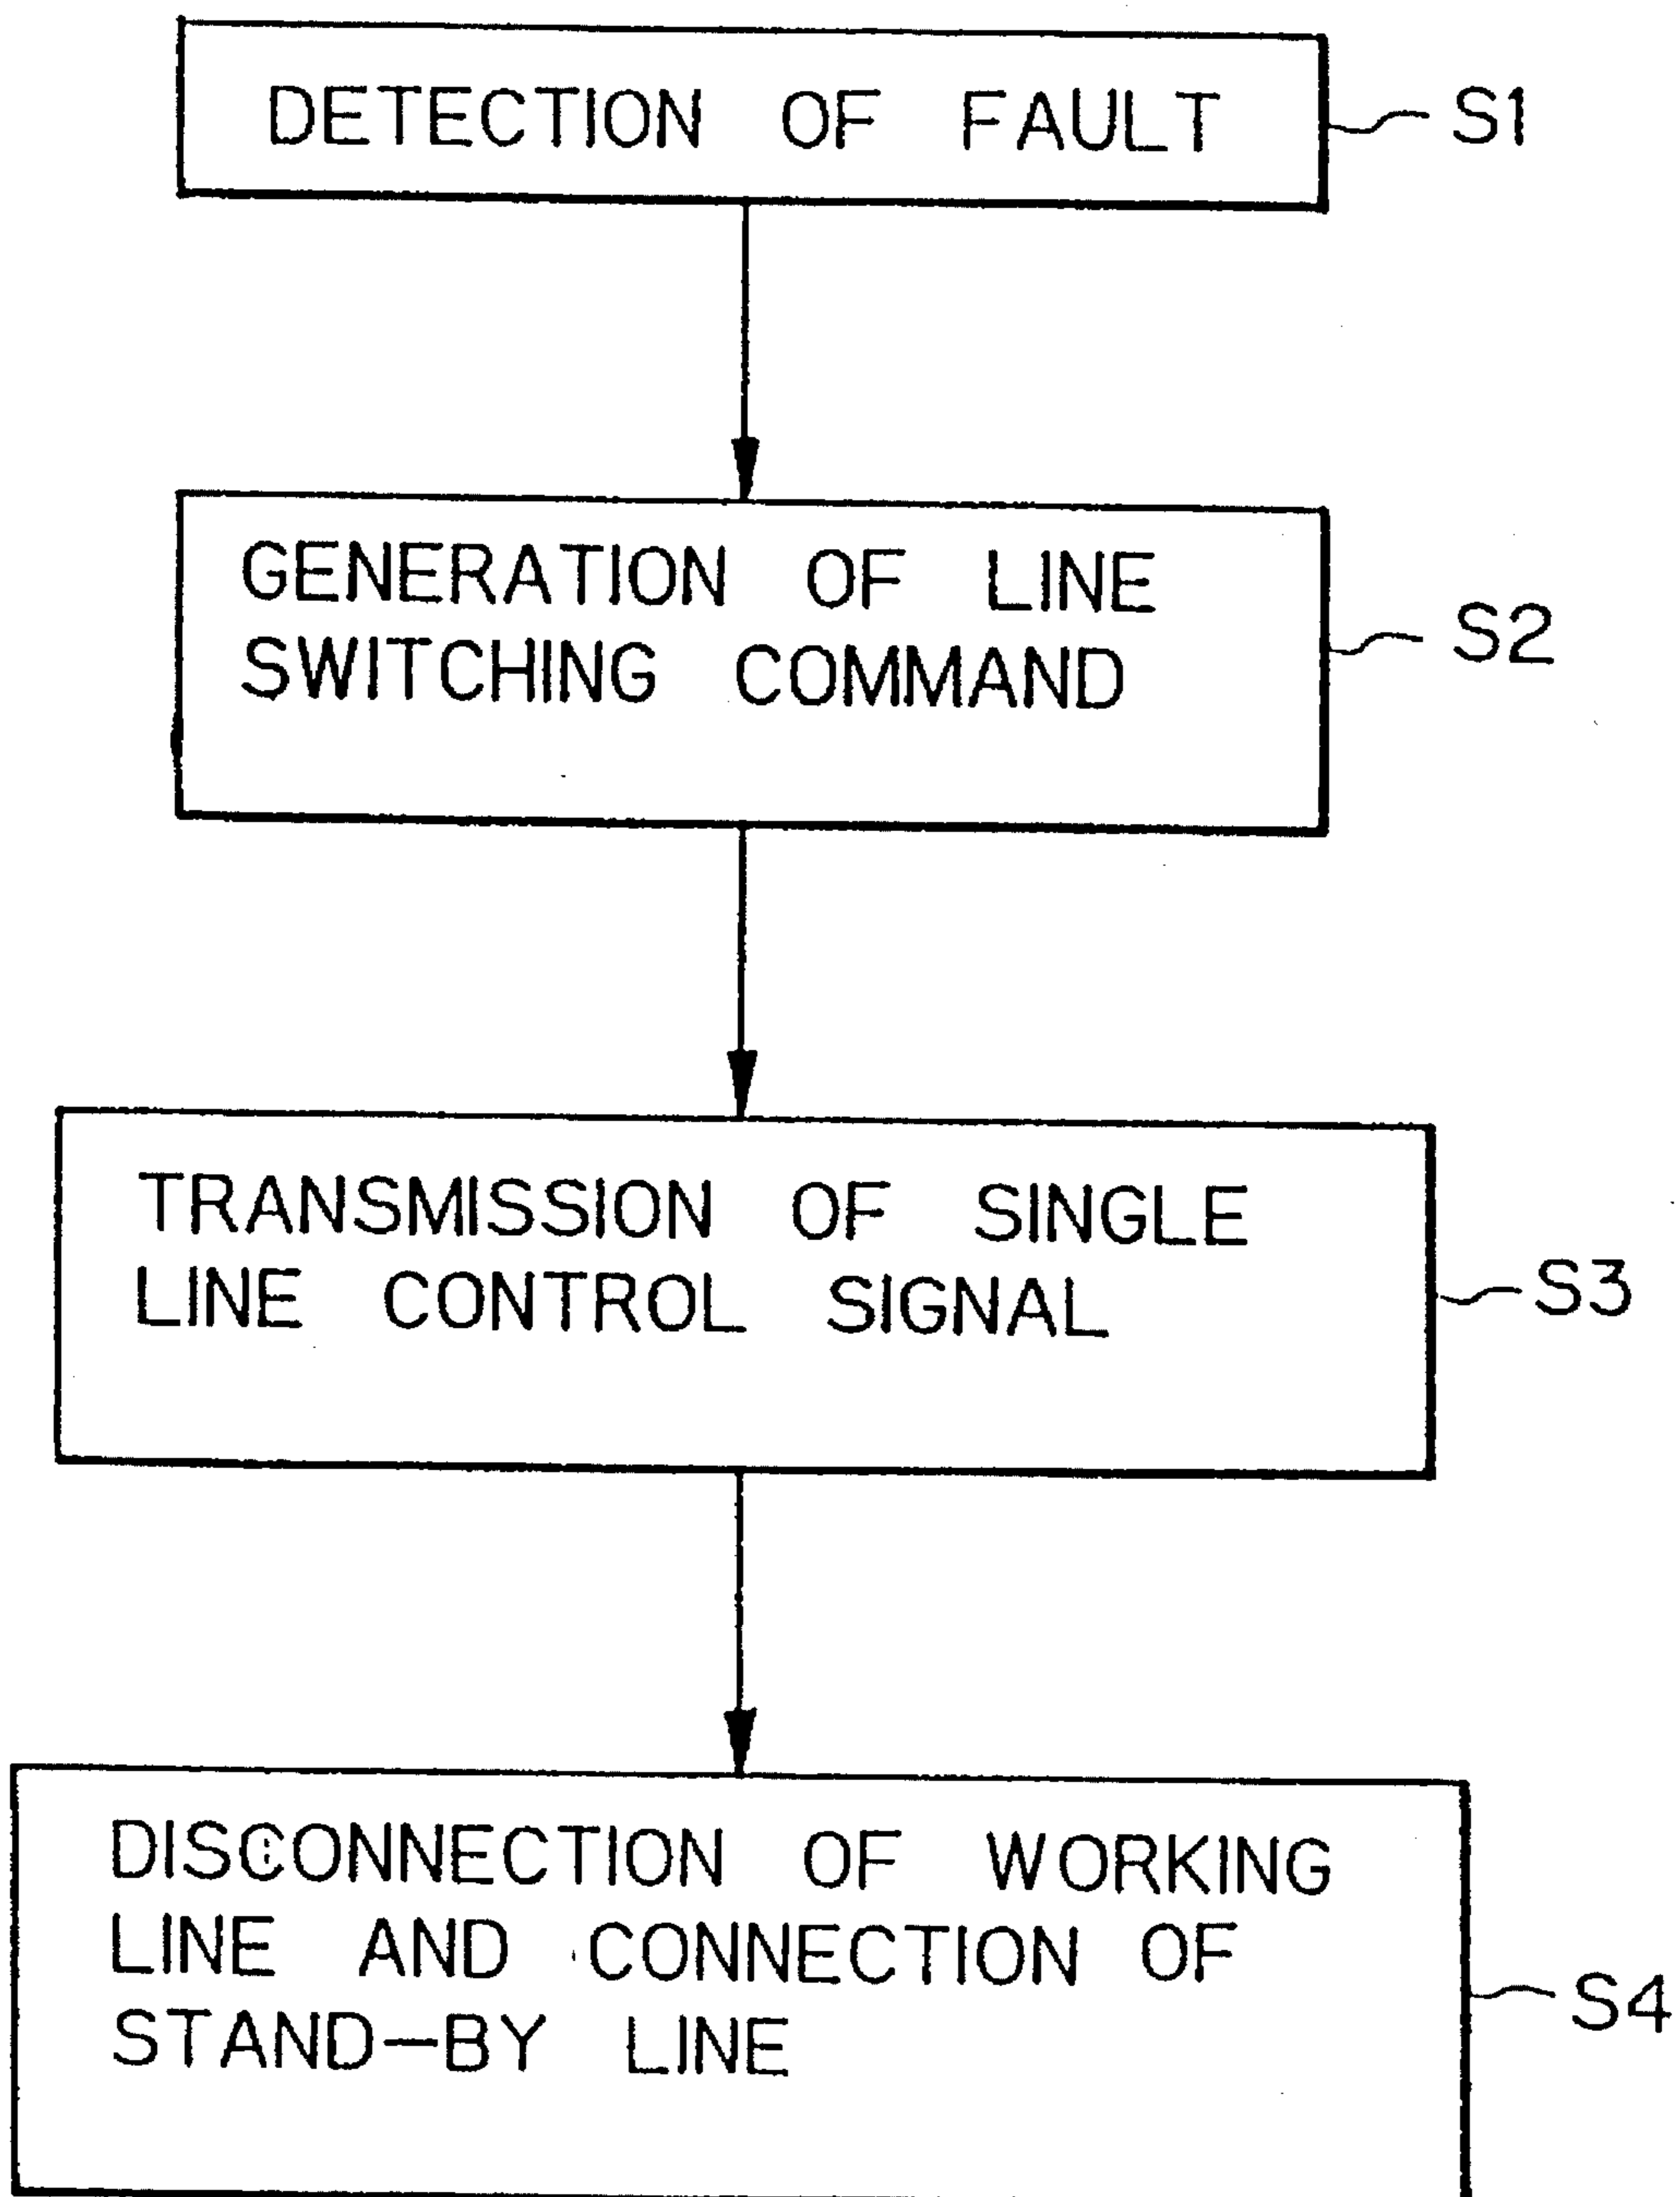 DETECTION OF FAULT
S1
GENERATION OF LINE
SWITCHING COMMAND
S2
TRANSMISSION OF SINGLE
LINE CONTROL SIGNAL
S3
DISCONNECTION OF WORKING
LINE AND CONNECTION OF
STAND-BY LINE
S4